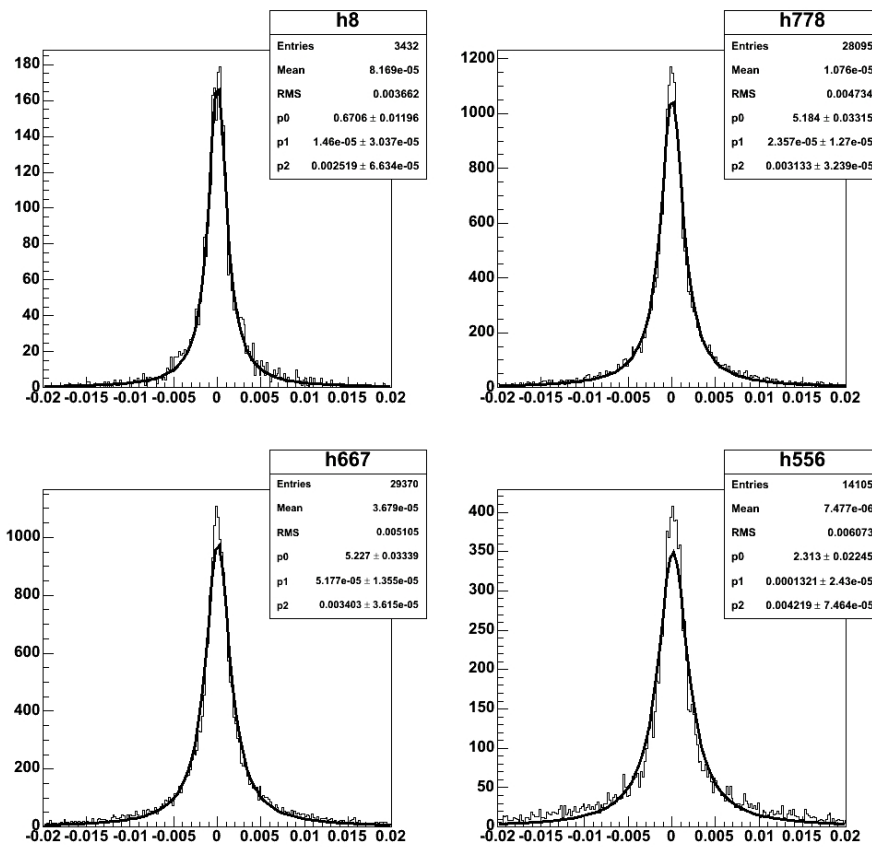 h8
Entries 3432
Mean 8.169e-05
RMS 0.003662
p0 0.6706 ± 0.01196
p1 1.46e-05 ± 3.037e-05
p2 0.002519 ± 6.634e-05
180
160
140
120
100
80
60
40
20
0
-0.02 -0.015 -0.01 -0.005 0 0.005 0.01 0.015 0.02
h778
Entries 28095
Mean 1.076e-05
RMS 0.004734
p0 5.184 ± 0.03315
p1 2.357e-05 ± 1.27e-05
p2 0.003133 ± 3.239e-05
1200
1000
800
600
400
200
0
-0.02 -0.015 -0.01 -0.005 0 0.005 0.01 0.015 0.02
h667
Entries 29370
Mean 3.679e-05
RMS 0.005105
p0 5.227 ± 0.03339
p1 5.177e-05 ± 1.355e-05
p2 0.003403 ± 3.615e-05
1000
800
600
400
200
0
-0.02 -0.015 -0.01 -0.005 0 0.005 0.01 0.015 0.02
h556
Entries 14105
Mean 7.477e-06
RMS 0.006073
p0 2.313 ± 0.02245
p1 0.0001321 ± 2.43e-05
p2 0.004219 ± 7.464e-05
400
350
300
250
200
150
100
50
0
-0.02 -0.015 -0.01 -0.005 0 0.005 0.01 0.015 0.02